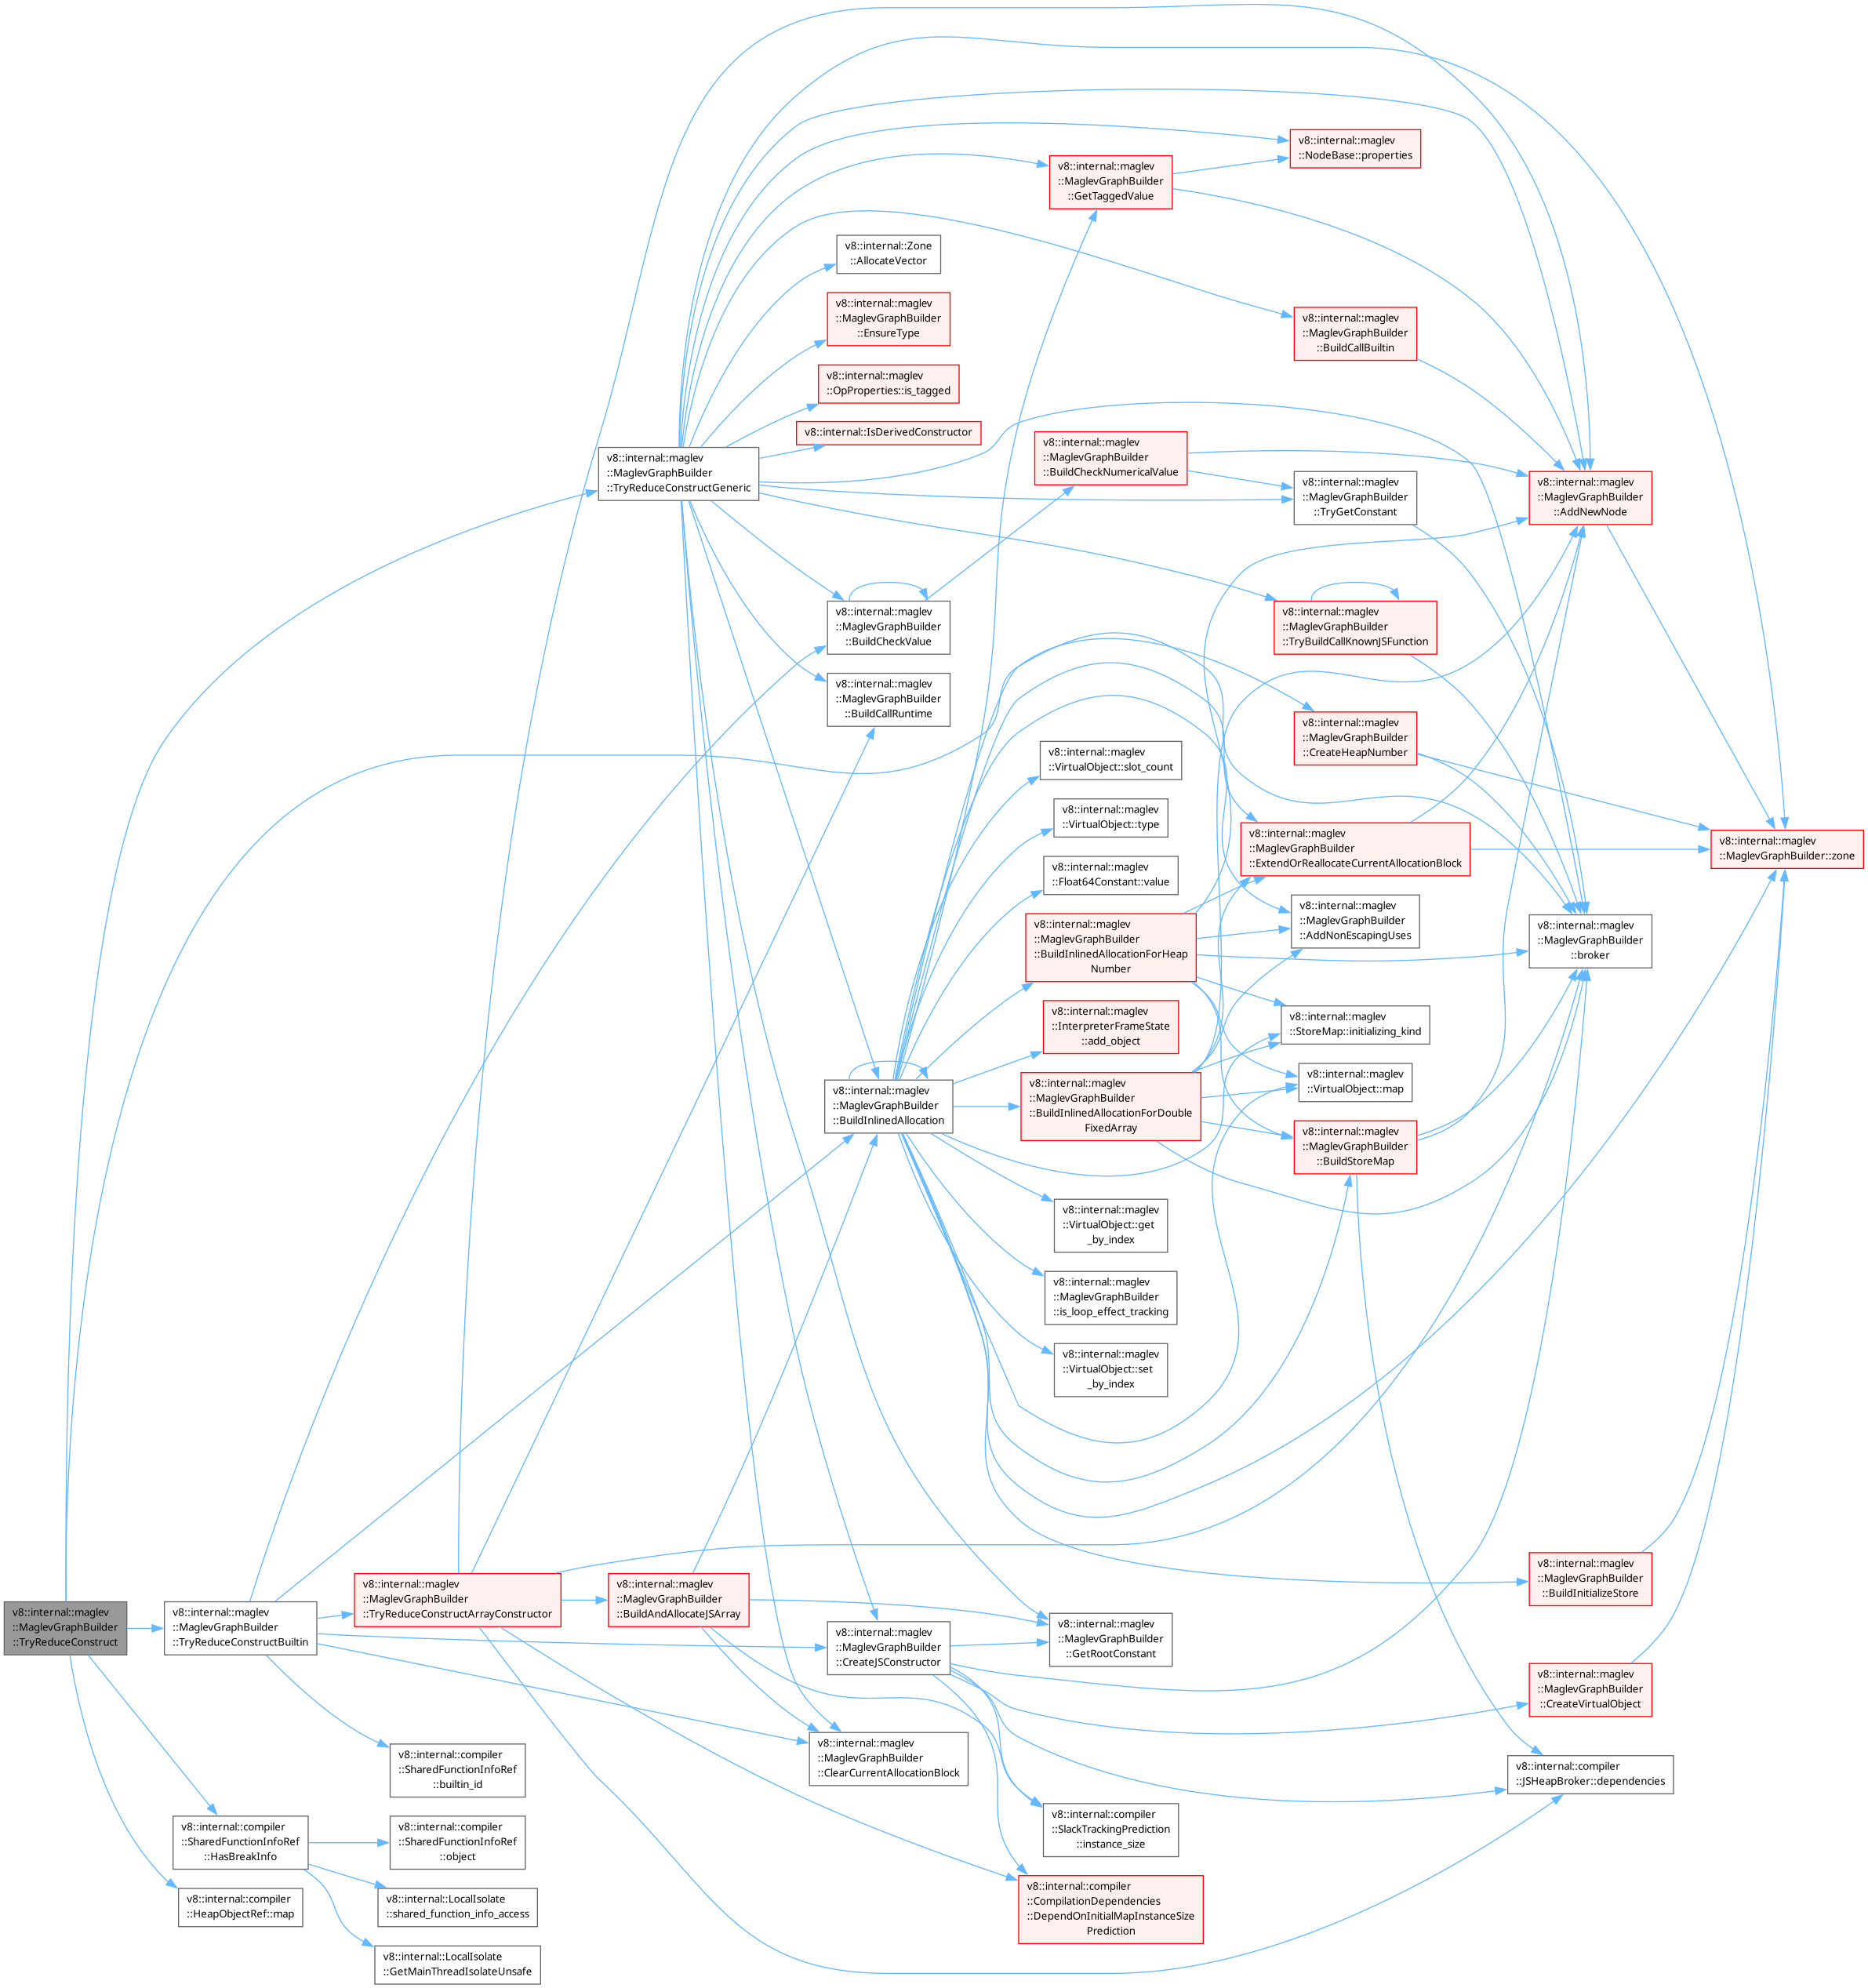 v8::internal::maglev
::NodeBase::properties
v8::internal::maglev
::MaglevGraphBuilder
::GetTaggedValue
v8::internal::Zone
::AllocateVector
v8::internal::maglev
::MaglevGraphBuilder
::EnsureType
v8::internal::maglev
::MaglevGraphBuilder
::BuildCallBuiltin
v8::internal::maglev
::OpProperties::is_tagged
v8::internal::IsDerivedConstructor
v8::internal::maglev
::MaglevGraphBuilder
::TryReduceConstructGeneric
v8::internal::maglev
::MaglevGraphBuilder
::BuildCheckNumericalValue
v8::internal::maglev
::MaglevGraphBuilder
::TryGetConstant
v8::internal::maglev
::MaglevGraphBuilder
::AddNewNode
v8::internal::maglev
::MaglevGraphBuilder
::BuildCheckValue
v8::internal::maglev
::MaglevGraphBuilder
::TryBuildCallKnownJSFunction
v8::internal::maglev
::MaglevGraphBuilder
::BuildCallRuntime
v8::internal::maglev
::MaglevGraphBuilder
::CreateHeapNumber
v8::internal::maglev
::VirtualObject::slot_count
v8::internal::maglev
::VirtualObject::type
v8::internal::maglev
::MaglevGraphBuilder
::ExtendOrReallocateCurrentAllocationBlock
v8::internal::maglev
::MaglevGraphBuilder::zone
v8::internal::maglev
::Float64Constant::value
v8::internal::maglev
::MaglevGraphBuilder
::AddNonEscapingUses
v8::internal::maglev
::MaglevGraphBuilder
::BuildInlinedAllocationForHeap
Number
v8::internal::maglev
::MaglevGraphBuilder
::broker
v8::internal::maglev
::InterpreterFrameState
::add_object
v8::internal::maglev
::StoreMap::initializing_kind
v8::internal::maglev
::MaglevGraphBuilder
::BuildInlinedAllocation
v8::internal::maglev
::MaglevGraphBuilder
::BuildInlinedAllocationForDouble
FixedArray
v8::internal::maglev
::VirtualObject::map
v8::internal::maglev
::MaglevGraphBuilder
::BuildStoreMap
v8::internal::maglev
::VirtualObject::get
_by_index
v8::internal::maglev
::MaglevGraphBuilder
::is_loop_effect_tracking
v8::internal::maglev
::VirtualObject::set
_by_index
v8::internal::maglev
::MaglevGraphBuilder
::TryReduceConstruct
v8::internal::maglev
::MaglevGraphBuilder
::TryReduceConstructBuiltin
v8::internal::maglev
::MaglevGraphBuilder
::TryReduceConstructArrayConstructor
v8::internal::maglev
::MaglevGraphBuilder
::BuildAndAllocateJSArray
v8::internal::maglev
::MaglevGraphBuilder
::BuildInitializeStore
v8::internal::maglev
::MaglevGraphBuilder
::CreateJSConstructor
v8::internal::maglev
::MaglevGraphBuilder
::GetRootConstant
v8::internal::maglev
::MaglevGraphBuilder
::CreateVirtualObject
v8::internal::maglev
::MaglevGraphBuilder
::ClearCurrentAllocationBlock
v8::internal::compiler
::SharedFunctionInfoRef
::builtin_id
v8::internal::compiler
::JSHeapBroker::dependencies
v8::internal::compiler
::SharedFunctionInfoRef
::HasBreakInfo
v8::internal::compiler
::SharedFunctionInfoRef
::object
v8::internal::compiler
::SlackTrackingPrediction
::instance_size
v8::internal::compiler
::HeapObjectRef::map
v8::internal::LocalIsolate
::shared_function_info_access
v8::internal::compiler
::CompilationDependencies
::DependOnInitialMapInstanceSize
Prediction
v8::internal::LocalIsolate
::GetMainThreadIsolateUnsafe